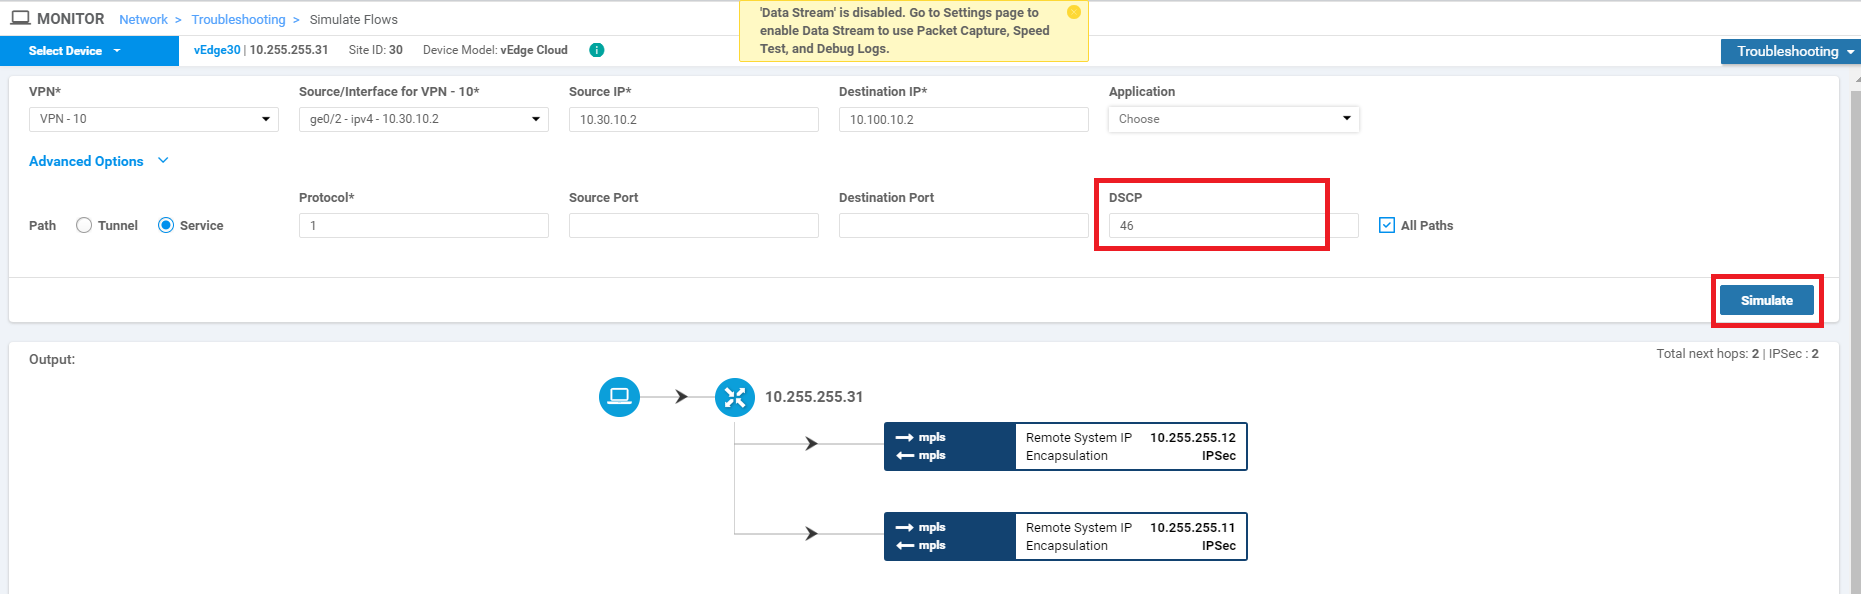 MONITOR Network > Troubleshooting > Simulate Flows
'Data Stream' is disabled. Go to Settings page to
enable Data Stream to use Packet Capture, Speed
Test, and Debug Logs.
Select Device vEdge30 | 10.255.255.31 Site ID: 30 Device Model: vEdge Cloud i
Troubleshooting
VPN* Source/Interface for VPN - 10* Source IP* Destination IP* Application
VPN - 10 ge0/2 - ipv4 - 10.30.10.2 10.30.10.2 10.100.10.2 Choose
Advanced Options
Protocol* Source Port Destination Port DSCP
Path Tunnel Service 1 46 All Paths
Simulate
Output: Total next hops: 2 | IPSec : 2
10.255.255.31
mpls Remote System IP 10.255.255.12
mpls Encapsulation IPSec
mpls Remote System IP 10.255.255.11
mpls Encapsulation IPSec